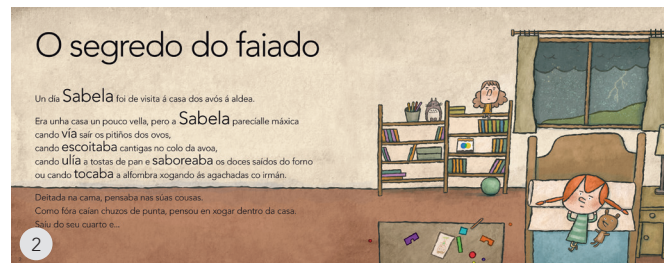 O segredo do faiado
Un día Sabela foi de visita á casa dos avós á aldea.
Era unha casa un pouco vella, pero a Sabela parecíalle máxica
cando vía saír os pitiños dos ovos,
cando escoitaba cantigas no colo da avoa,
cando ulía a tostas de pan e saboreaba os doces saídos do forno
ou cando tocaba a alfombra xogando ás agachadas co irmán.
Deitada na cama, pensaba nas súas cousas.
Como fóra caían chuzos de punta, pensou en xogar dentro da casa.
Saíu do seu cuarto e...
2